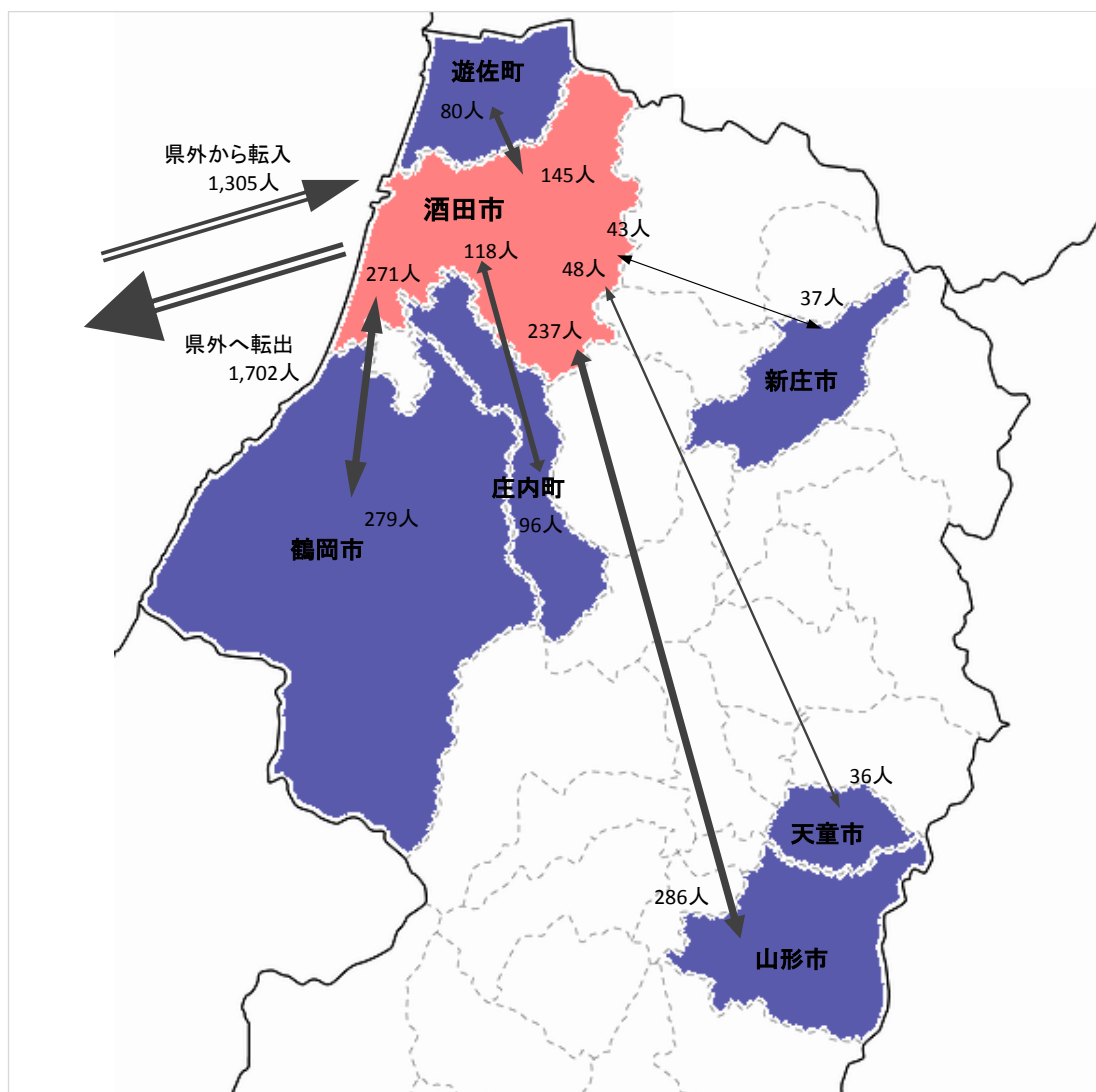 遊佐町
80人
県外から転入
1,305人
145人
酒田市
118人
43人
271人
48人
37人
県外へ転出
1,702人
237人
新庄市
庄内町
279人
96人
鶴岡市
36人
天童市
286人
山形市